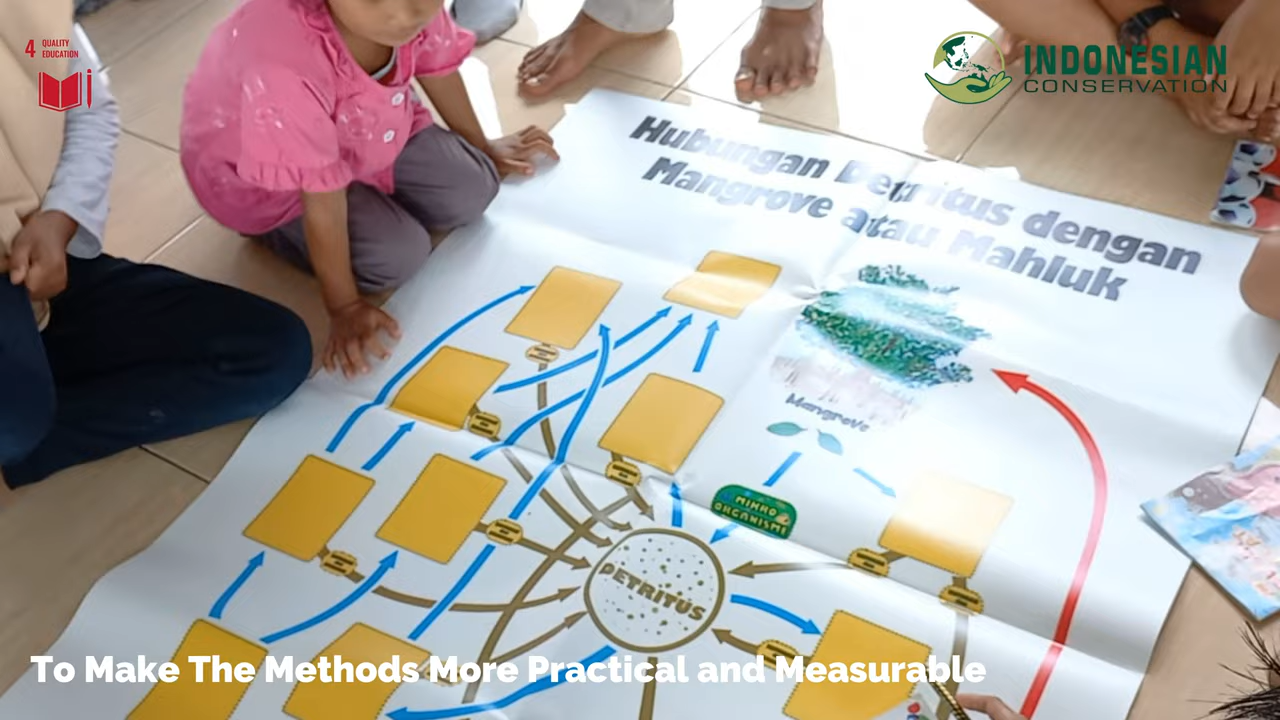 4 QUALITY
EDUCATION
INDONESIAN
CONSERVATION
Hubungan Detritus dengan
Mangrove atau Mahluk
Mangrove
MIKRO
ORGANISME
DETRITUS
To Make The Methods More Practical and Measurable